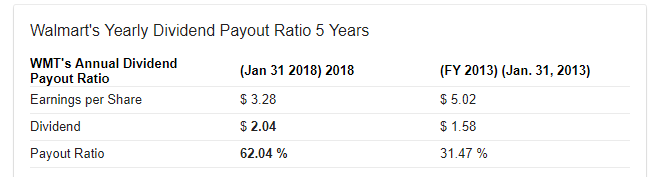 Walmart's Yearly Dividend Payout Ratio 5 Years
WMT's Annual Dividend
Payout Ratio (Jan 31 2018) 2018 (FY 2013) (Jan. 31, 2013)
Earnings per Share $ 3.28 $ 5.02
Dividend $ 2.04 $ 1.58
Payout Ratio 62.04 % 31.47 %